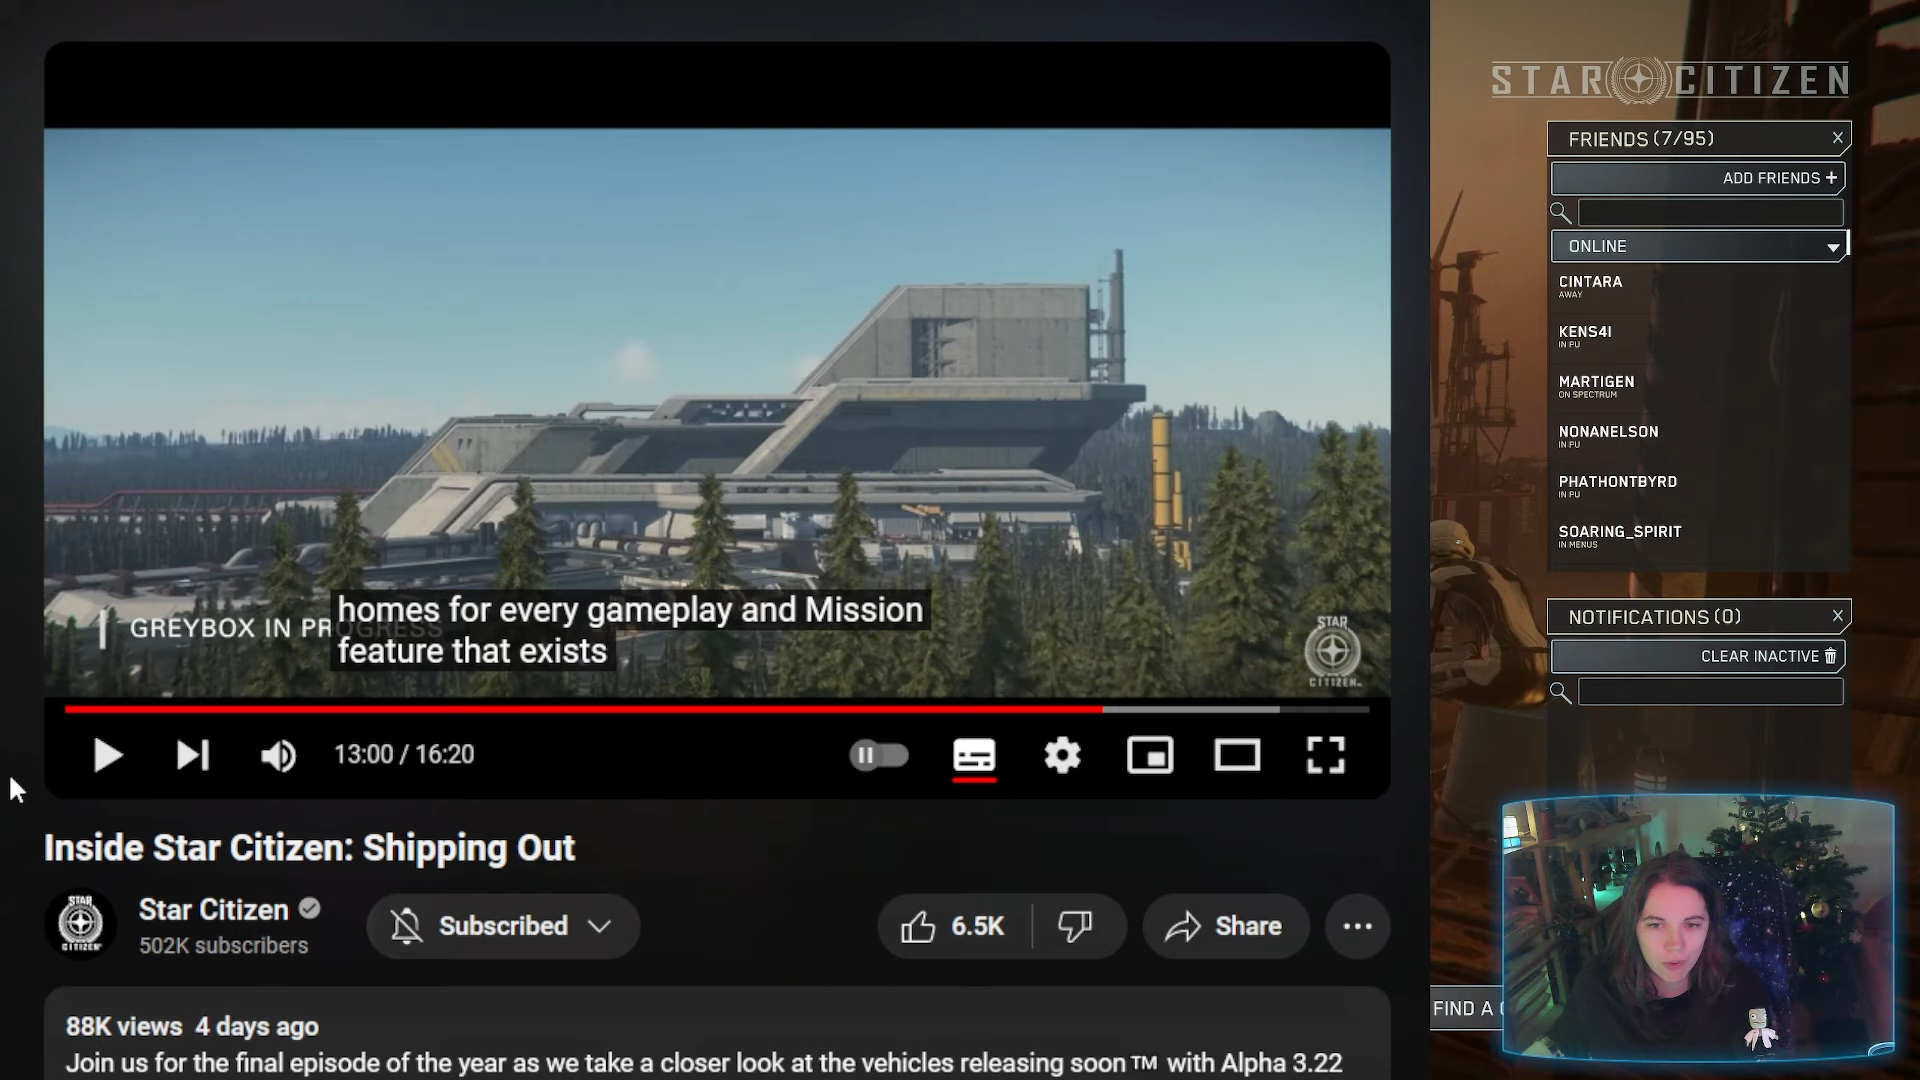 STAR CITIZEN
FRIENDS (7/95)
ADD FRIENDS +
ONLINE
CINTARA
AWAY
KENS4I
IN PU
MARTIGEN
ON SPECTRUM
NONANELSON
IN PU
PHATHONTBYRD
IN PU
SOARING_SPIRIT
IN MENUS
NOTIFICATIONS (0)
CLEAR INACTIVE
FIND A
GREYBOX IN PROGRESS
homes for every gameplay and Mission
feature that exists
STAR
CITIZEN
13:00 / 16:20
Inside Star Citizen: Shipping Out
STAR
CITIZEN
Star Citizen
502K subscribers
Subscribed
6.5K
Share
88K views 4 days ago
Join us for the final episode of the year as we take a closer look at the vehicles releasing soon™ with Alpha 3.22